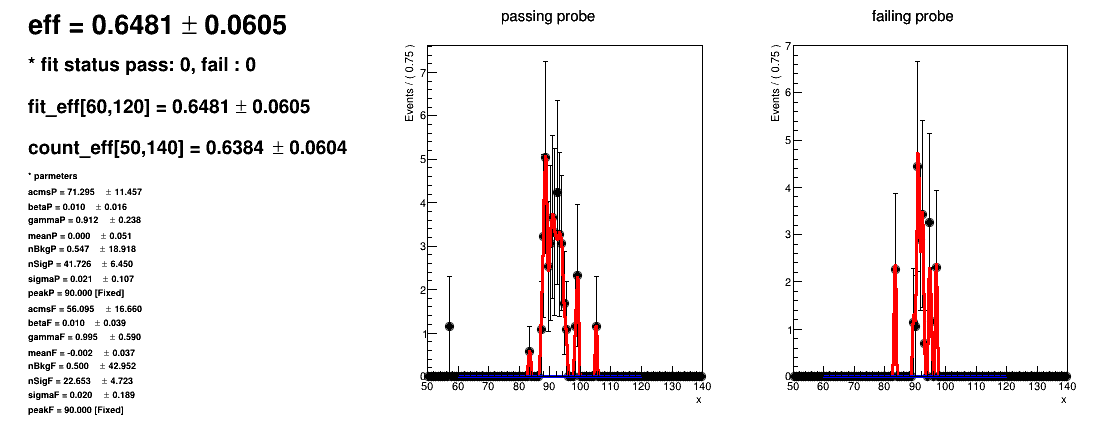 eff = 0.6481 ± 0.0605
* fit status pass: 0, fail : 0
fit_eff[60,120] = 0.6481 ± 0.0605
count_eff[50,140] = 0.6384 ± 0.0604
* parmeters
acmsP = 71.295 ± 11.457
betaP = 0.010 ± 0.016
gammaP = 0.912 ± 0.238
meanP = 0.000 ± 0.051
nBkgP = 0.547 ± 18.918
nSigP = 41.726 ± 6.450
sigmaP = 0.021 ± 0.107
peakP = 90.000 [Fixed]
acmsF = 56.095 ± 16.660
betaF = 0.010 ± 0.039
gammaF = 0.995 ± 0.590
meanF = -0.002 ± 0.037
nBkgF = 0.500 ± 42.952
nSigF = 22.653 ± 4.723
sigmaF = 0.020 ± 0.189
peakF = 90.000 [Fixed]
passing probe
Events / ( 0.75 )
7
6
5
4
3
2
1
0
50 60 70 80 90 100 110 120 130 140
x
failing probe
Events / ( 0.75 )
7
6
5
4
3
2
1
0
50 60 70 80 90 100 110 120 130 140
x